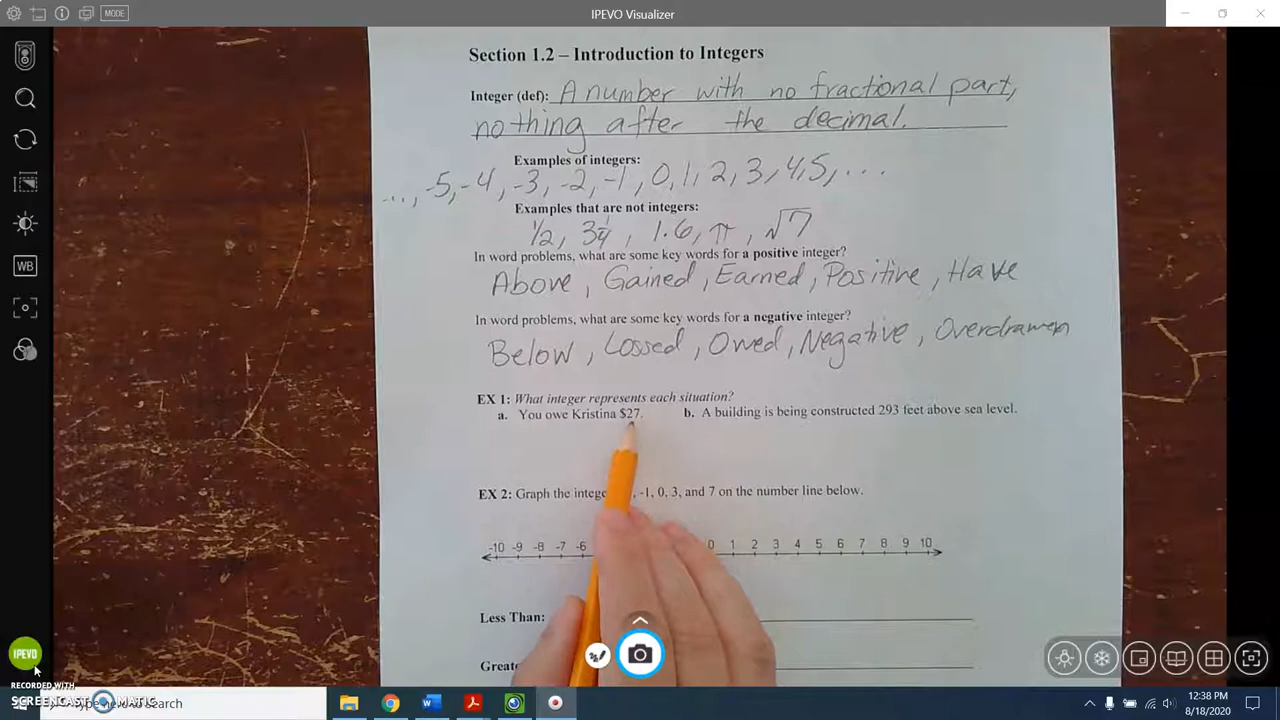 MODE
IPEVO Visualizer
Section 1.2 – Introduction to Integers
Integer (def): A number with no fractional part,
nothing after the decimal.
Examples of integers:
..., -5, -4, -3, -2, -1, 0, 1, 2, 3, 4, 5, ...
Examples that are not integers:
1/2, 3 1/4, 1.6, π, √7
In word problems, what are some key words for a positive integer?
Above, Gained, Earned, Positive, Have
In word problems, what are some key words for a negative integer?
Below, Lossed, Owed, Negative, Overdrawen
EX 1: What integer represents each situation?
a. You owe Kristina $27. b. A building is being constructed 293 feet above sea level.
EX 2: Graph the , -1, 0, 3, and 7 on the number line below.
-10 -9 -8 -7 -6 0 1 2 3 4 5 6 7 8 9 10
Less Than:
WB
IPEVO
RECORDED WITH
SCREENCAST MATIC
search
12:38 PM
8/18/2020